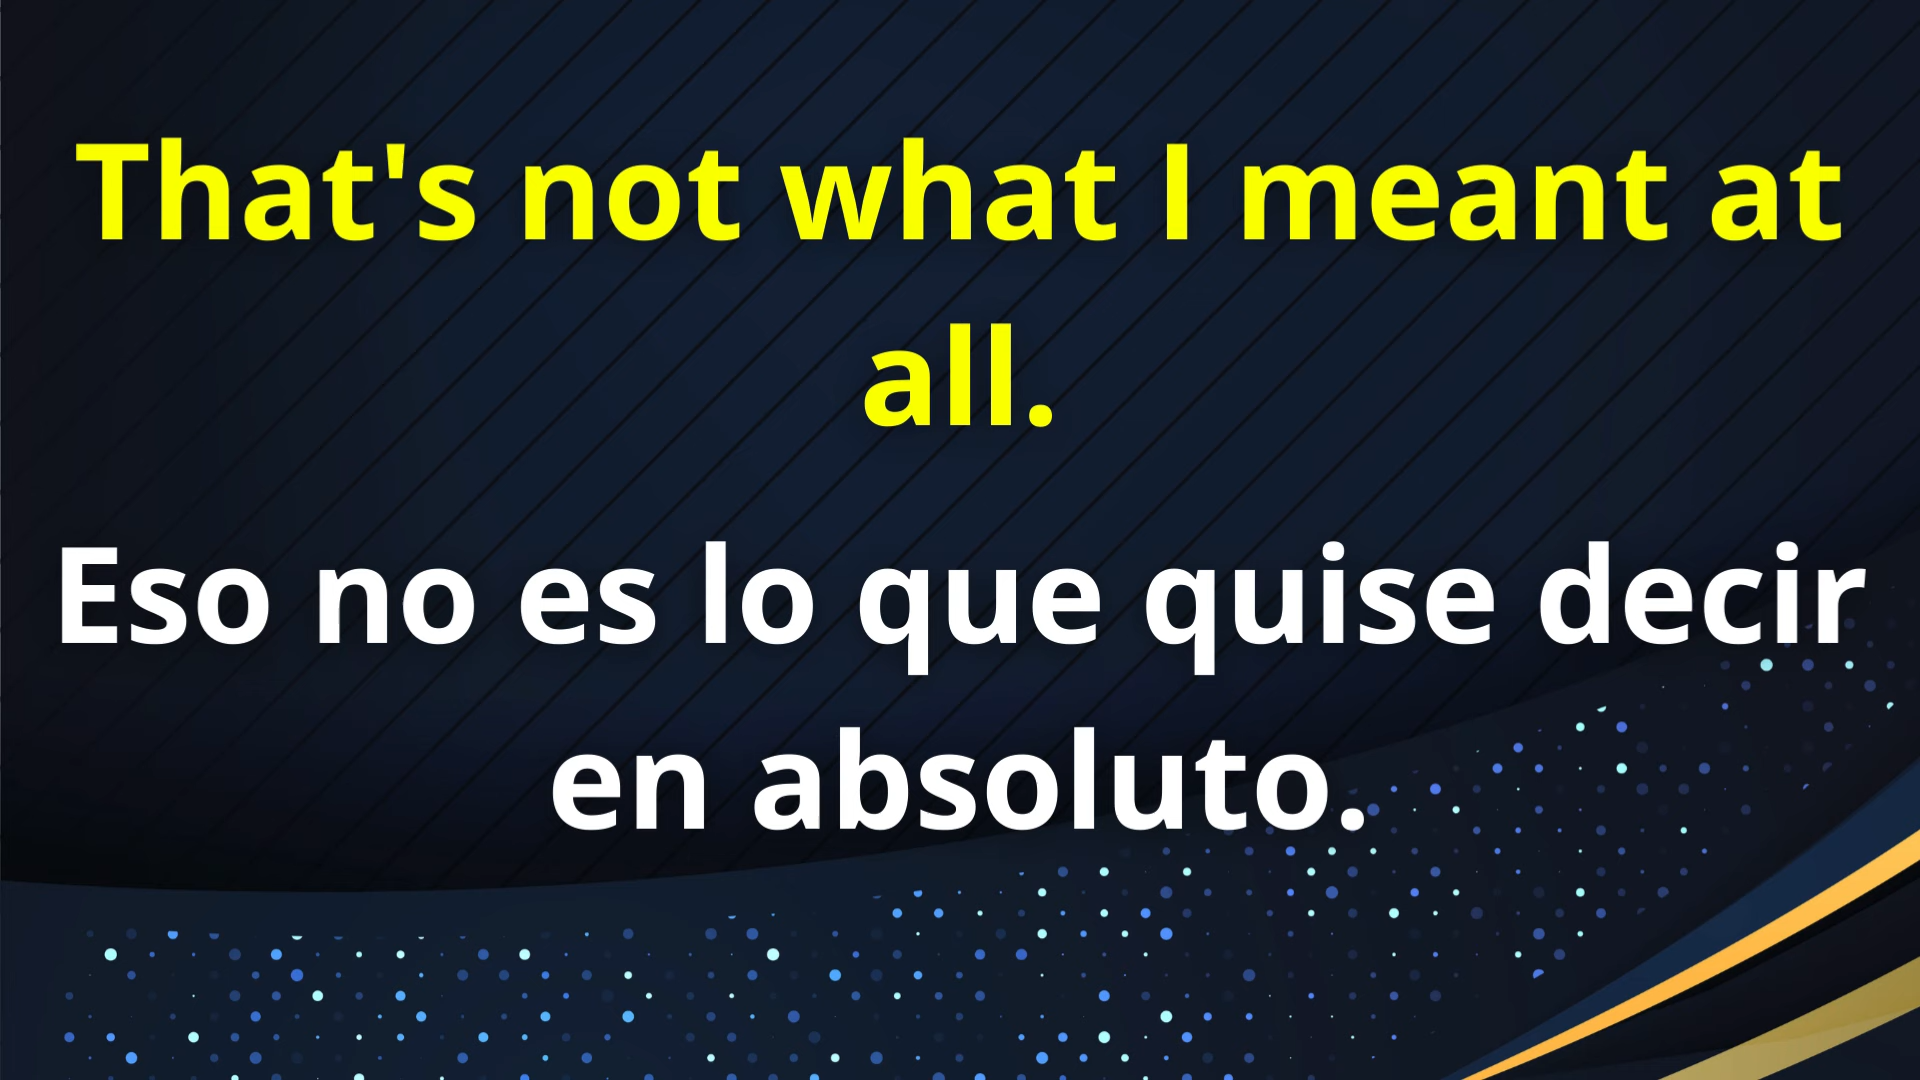 That's not what I meant at
all.
Eso no es lo que quise decir
en absoluto.